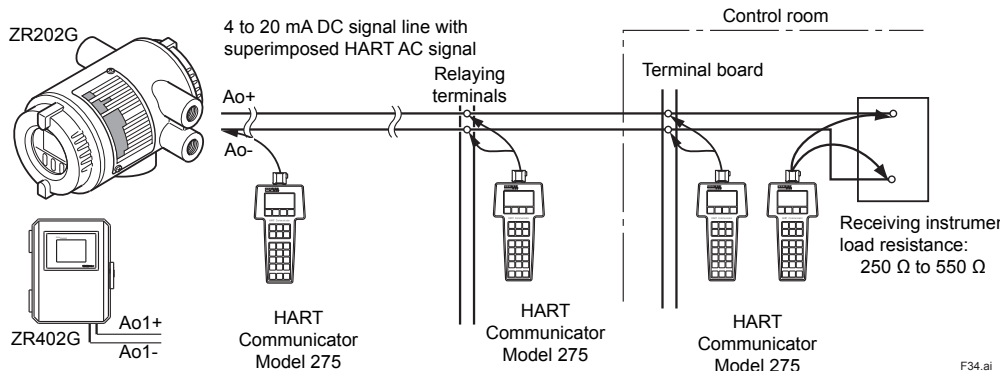 Control room
ZR202G
4 to 20 mA DC signal line with
superimposed HART AC signal
Relaying
terminals
Terminal board
Ao+
Ao-
Receiving instrumen
load resistance:
250 Ω to 550 Ω
ZR402G
Ao1+
Ao1-
HART
Communicator
Model 275
HART
Communicator
Model 275
HART
Communicator
Model 275
F34.ai